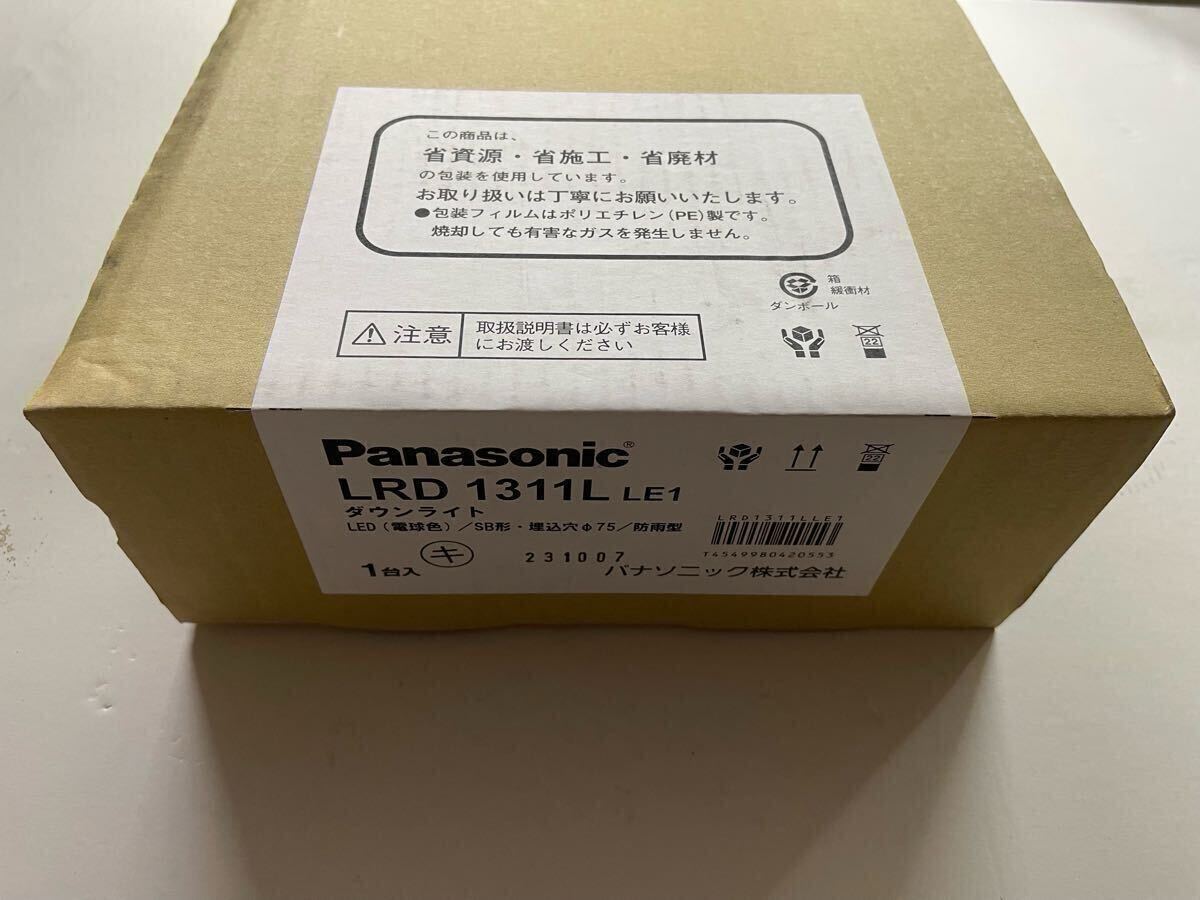 この商品は、
省資源・省施工・省廃材
の包装を使用しています。
お取り扱いは丁寧にお願いいたします。
●包装フィルムはポリエチレン(PE)製です。
焼却しても有害なガスを発生しません。
箱
緩衝材
ダンボール
注意
取扱説明書は必ずお客様
にお渡しください
22
Panasonic®
22
LRD 1311L LE1
ダウンライト
LED(電球色)/SB形・埋込穴φ75/防雨型
LRD1311LLE1
T4549980420553
1台入
キ
231007
パナソニック株式会社